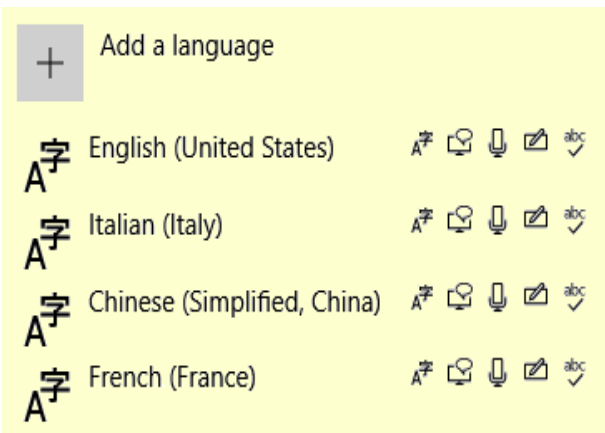 Add a language
English (United States)
Italian (Italy)
Chinese (Simplified, China)
French (France)